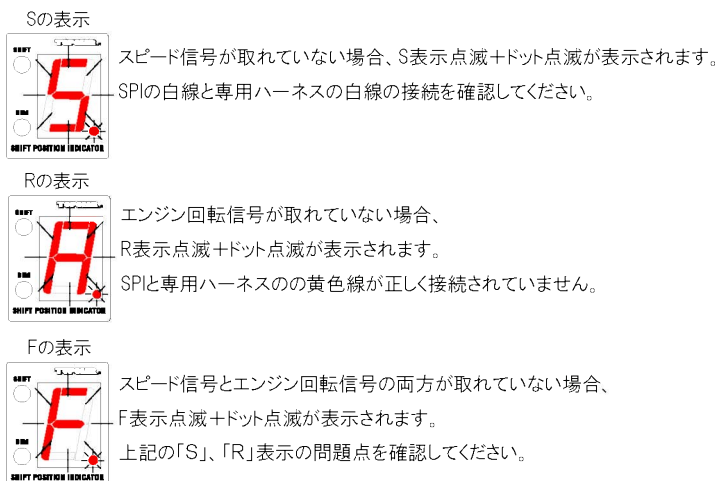 Sの表示
スピード信号が取れていない場合、S表示点滅＋ドット点滅が表示されます。
SPIの白線と専用ハーネスの白線の接続を確認してください。
SHIFT
DIM
SHIFT POSITION INDICATOR
Rの表示
エンジン回転信号が取れていない場合、
R表示点滅＋ドット点滅が表示されます。
SPIと専用ハーネスのの黄色線が正しく接続されていません。
SHIFT
DIM
SHIFT POSITION INDICATOR
Fの表示
スピード信号とエンジン回転信号の両方が取れていない場合、
F表示点滅＋ドット点滅が表示されます。
上記の「S」、「R」表示の問題点を確認してください。
SHIFT
DIM
SHIFT POSITION INDICATOR